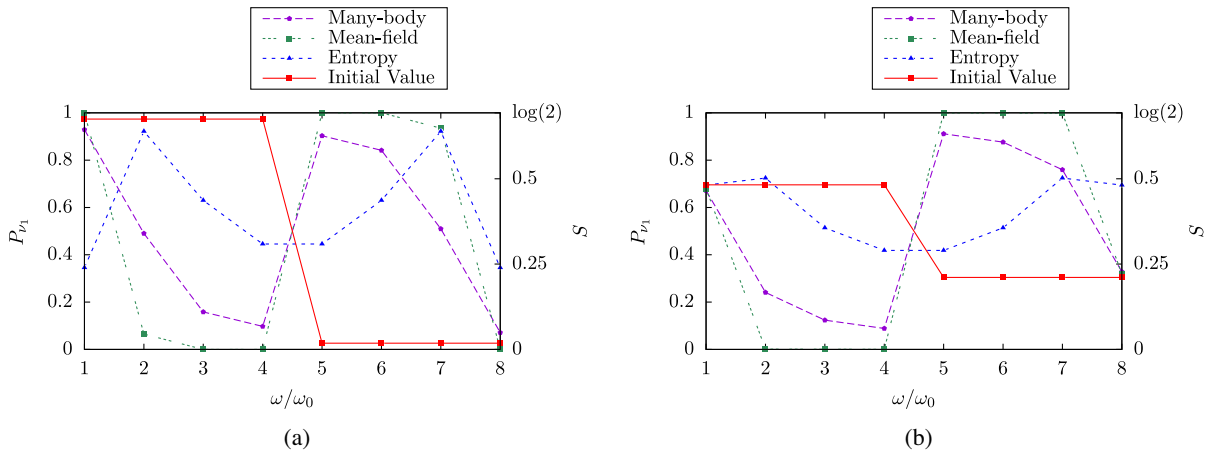 Many-body
Mean-field
Entropy
Initial Value
1
0.8
0.6
0.4
0.2
0
P_{ν_1}
log(2)
0.5
0.25
0
S
1 2 3 4 5 6 7 8
ω/ω_0
(a)
Many-body
Mean-field
Entropy
Initial Value
1
0.8
0.6
0.4
0.2
0
P_{ν_1}
log(2)
0.5
0.25
0
S
1 2 3 4 5 6 7 8
ω/ω_0
(b)